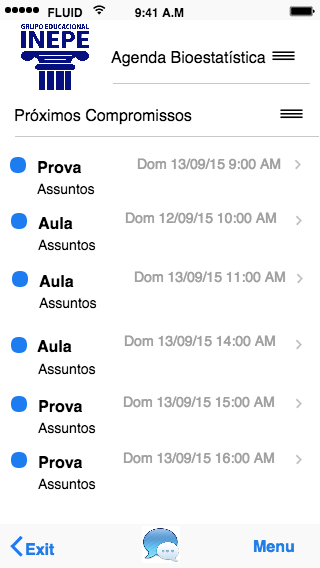 FLUID 9:41 A.M
GRUPO EDUCACIONAL
INEPE
Agenda Bioestatística
Próximos Compromissos
Prova Dom 13/09/15 9:00 AM
Assuntos
Aula Dom 12/09/15 10:00 AM
Assuntos
Aula Dom 13/09/15 11:00 AM
Assuntos
Aula Dom 13/09/15 14:00 AM
Assuntos
Prova Dom 13/09/15 15:00 AM
Assuntos
Prova Dom 13/09/15 16:00 AM
Assuntos
Exit Menu